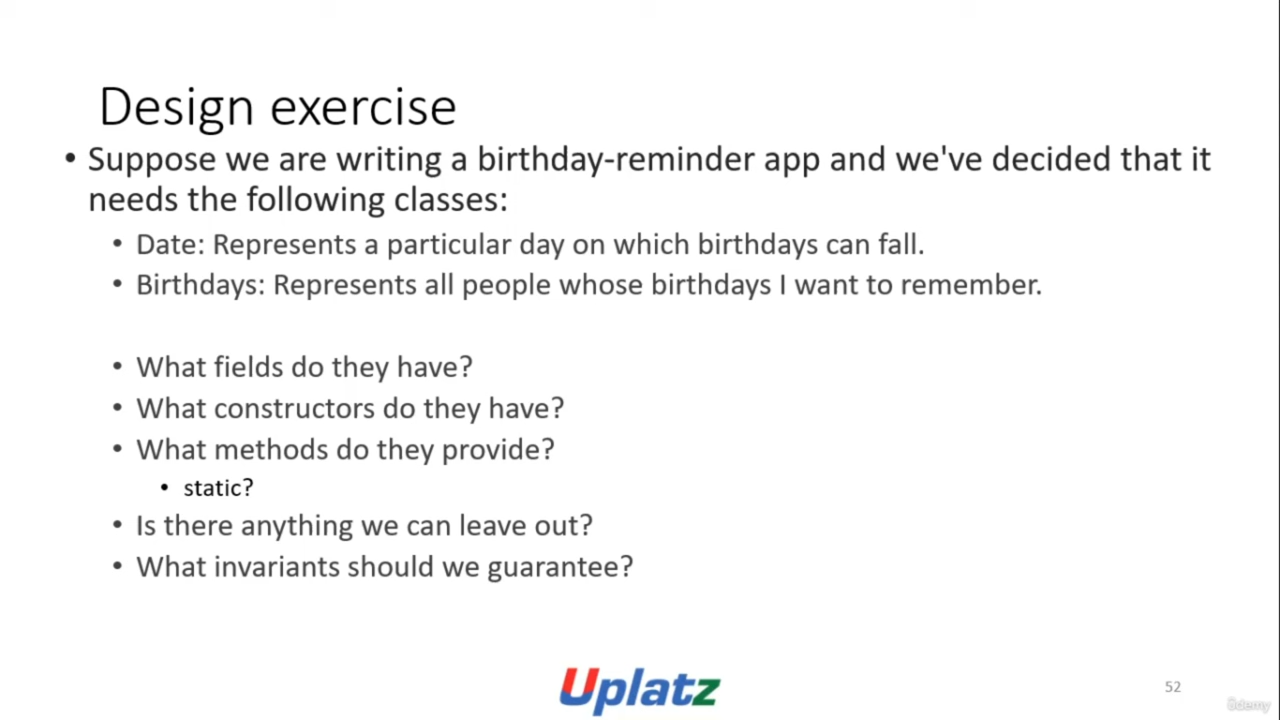 Design exercise
• Suppose we are writing a birthday-reminder app and we've decided that it
needs the following classes:
• Date: Represents a particular day on which birthdays can fall.
• Birthdays: Represents all people whose birthdays I want to remember.
• What fields do they have?
• What constructors do they have?
• What methods do they provide?
• static?
• Is there anything we can leave out?
• What invariants should we guarantee?
Uplatz
52
ûdemy